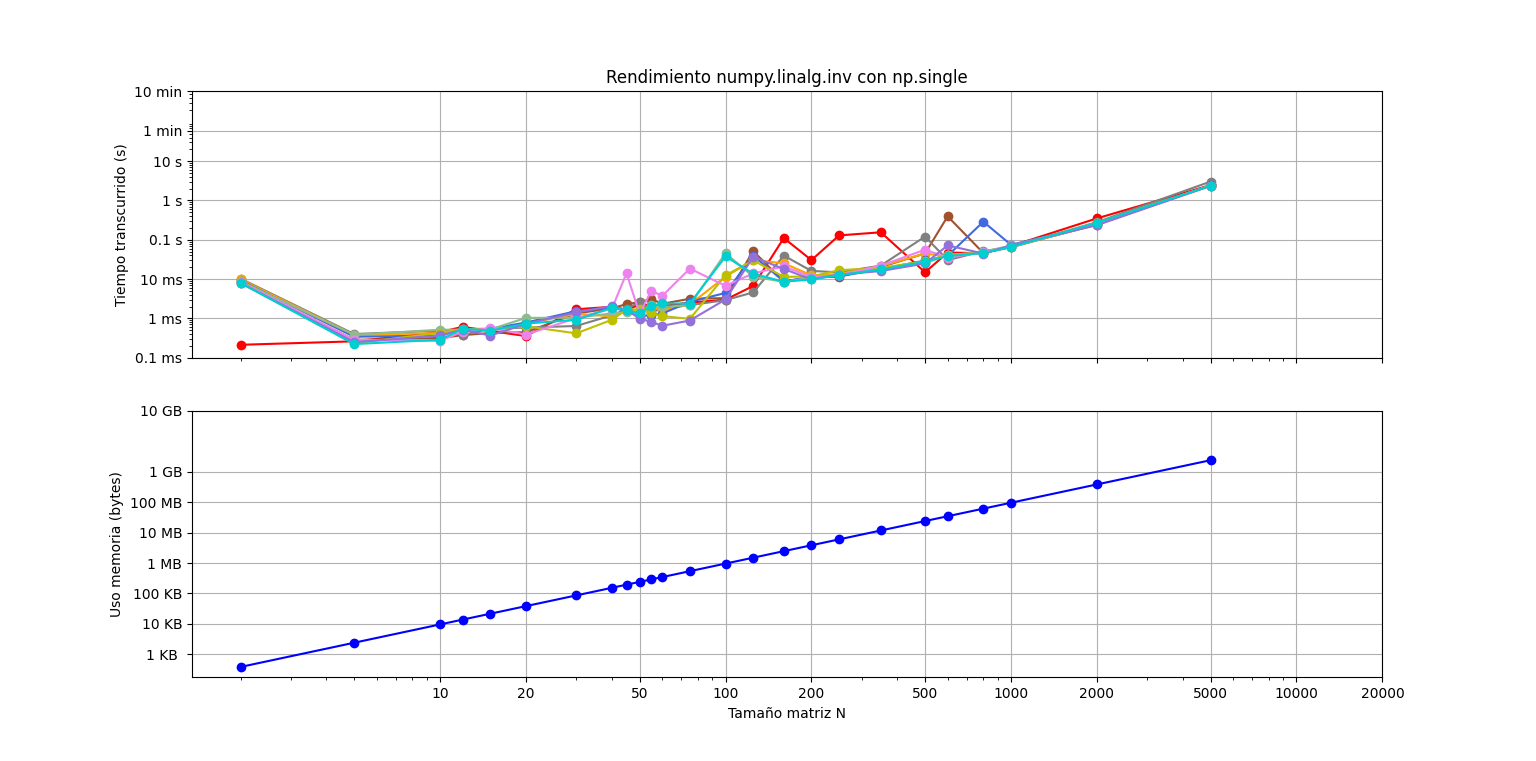 Rendimiento numpy.linalg.inv con np.single
Tiempo transcurrido (s)
10 min
1 min
10 s
1 s
0.1 s
10 ms
1 ms
0.1 ms
Uso memoria (bytes)
10 GB
1 GB
100 MB
10 MB
1 MB
100 KB
10 KB
1 KB
10 20 50 100 200 500 1000 2000 5000 10000 20000
Tamaño matriz N